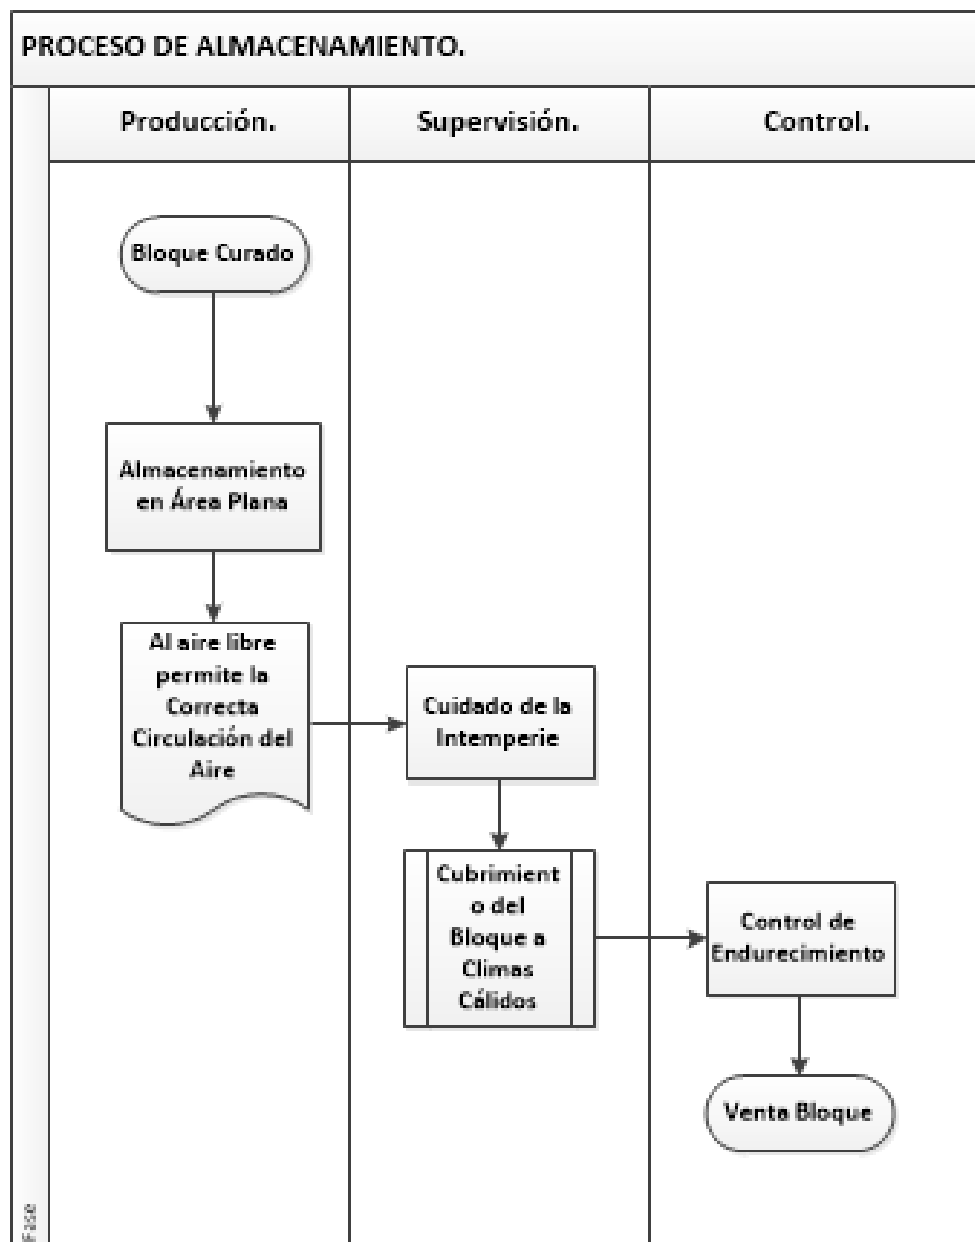 PROCESO DE ALMACENAMIENTO.
Producción.
Supervisión.
Control.
Bloque Curado
Almacenamiento
en Área Plana
Al aire libre
permite la
Correcta
Circulación del
Aire
Cuidado de la
Intemperie
Cubrimient
o del
Bloque a
Climas
Cálidos
Control de
Endurecimiento
Venta Bloque
Fase